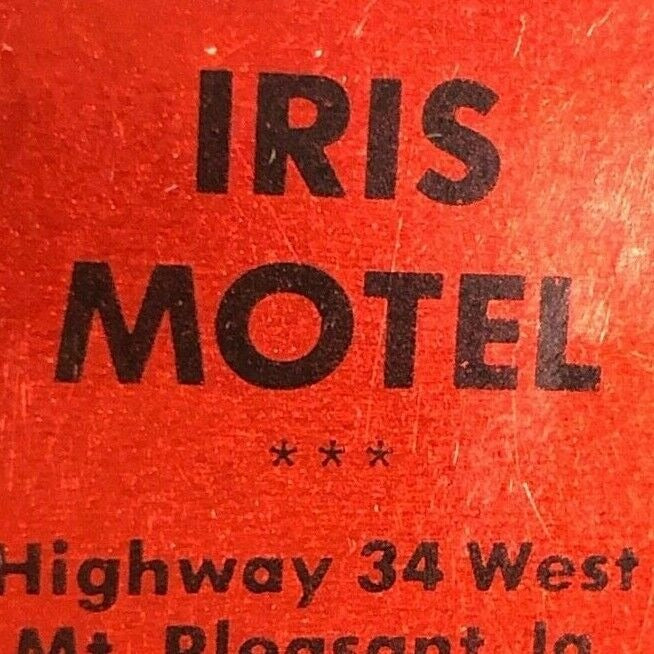 IRIS
MOTEL
***
Highway 34 West
Mt. Pleasant, Ia.